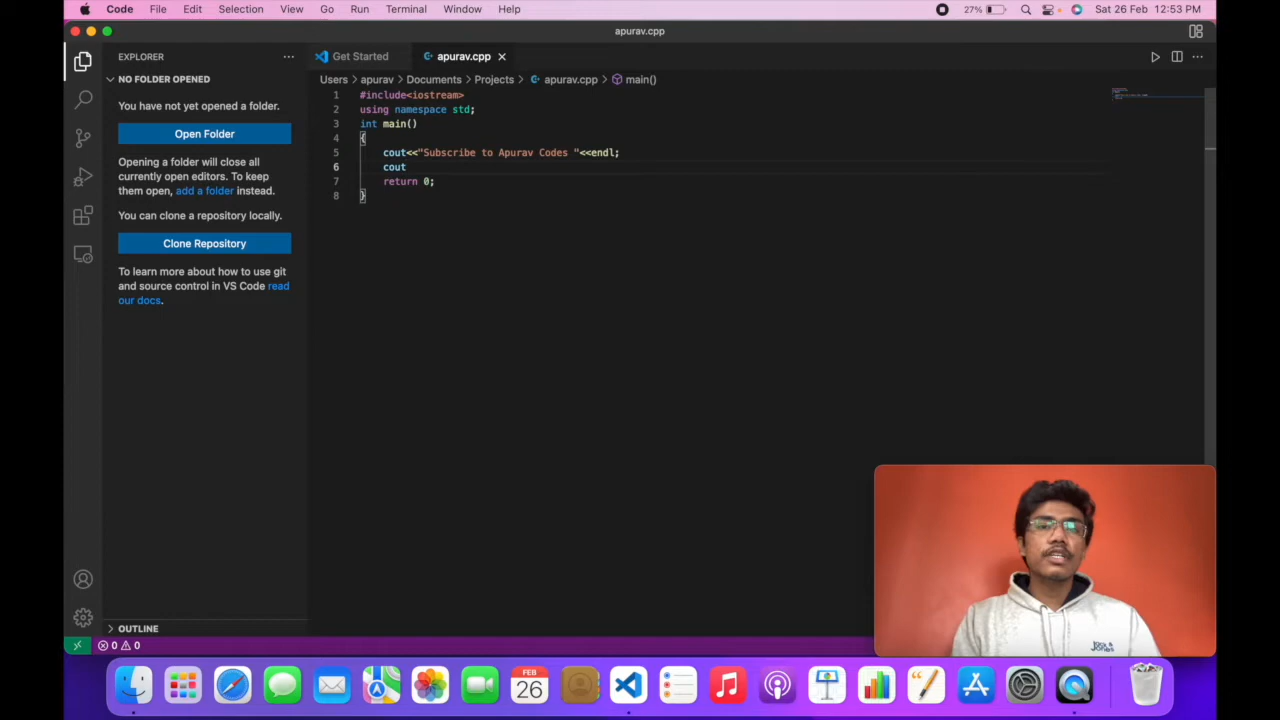 Code File Edit Selection View Go Run Terminal Window Help 27% Sat 26 Feb 12:53 PM
apurav.cpp
EXPLORER
NO FOLDER OPENED
You have not yet opened a folder.
Open Folder
Opening a folder will close all
currently open editors. To keep
them open, add a folder instead.
You can clone a repository locally.
Clone Repository
To learn more about how to use git
and source control in VS Code read
our docs.
OUTLINE
0 0
Get Started apurav.cpp
Users > apurav > Documents > Projects > apurav.cpp > main()
1 #include<iostream>
2 using namespace std;
3 int main()
4 {
5 cout<<"Subscribe to Apurav Codes "<<endl;
6 cout
7 return 0;
8 }
Jack &
Jones
FEB
26